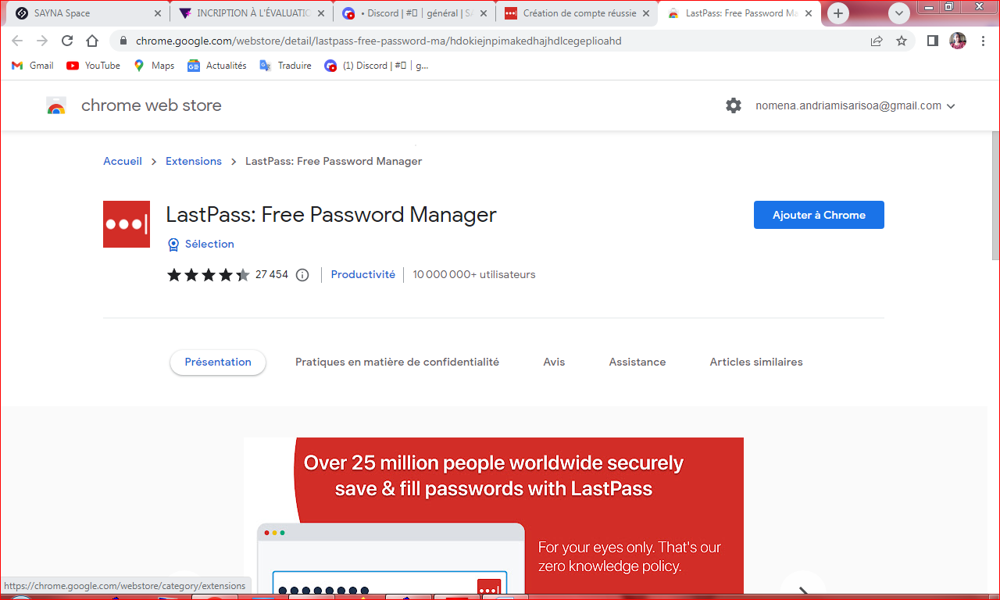 SAYNA Space
INCRIPTION À L'ÉVALUATIO
• Discord | #
| général | SA
Création de compte réussie
LastPass: Free Password Ma
chrome.google.com/webstore/detail/lastpass-free-password-ma/hdokiejnpimakedhajhdlcegeplioahd
Gmail
YouTube
Maps
Actualités
Traduire
(1) Discord | #
| g...
chrome web store
nomena.andriamisarisoa@gmail.com
Accueil
Extensions
LastPass: Free Password Manager
LastPass: Free Password Manager
Ajouter à Chrome
Sélection
27 454
Productivité
10 000 000+ utilisateurs
Présentation
Pratiques en matière de confidentialité
Avis
Assistance
Articles similaires
Over 25 million people worldwide securely
save & fill passwords with LastPass
For your eyes only. That's our
zero knowledge policy.
https://chrome.google.com/webstore/category/extensions